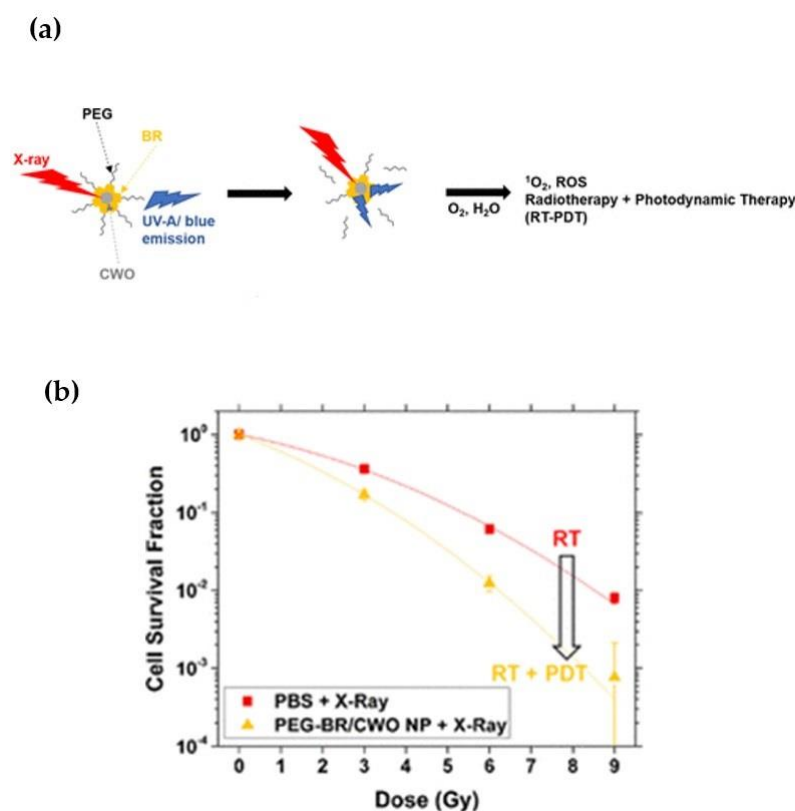 (a)
PEG
BR
X-ray
UV-A/ blue
emission
CWO
O₂, H₂O
¹O₂, ROS
Radiotherapy + Photodynamic Therapy
(RT-PDT)
(b)
Cell Survival Fraction
10⁰
10⁻¹
10⁻²
10⁻³
10⁻⁴
RT
RT + PDT
PBS + X-Ray
PEG-BR/CWO NP + X-Ray
0 1 2 3 4 5 6 7 8 9
Dose (Gy)